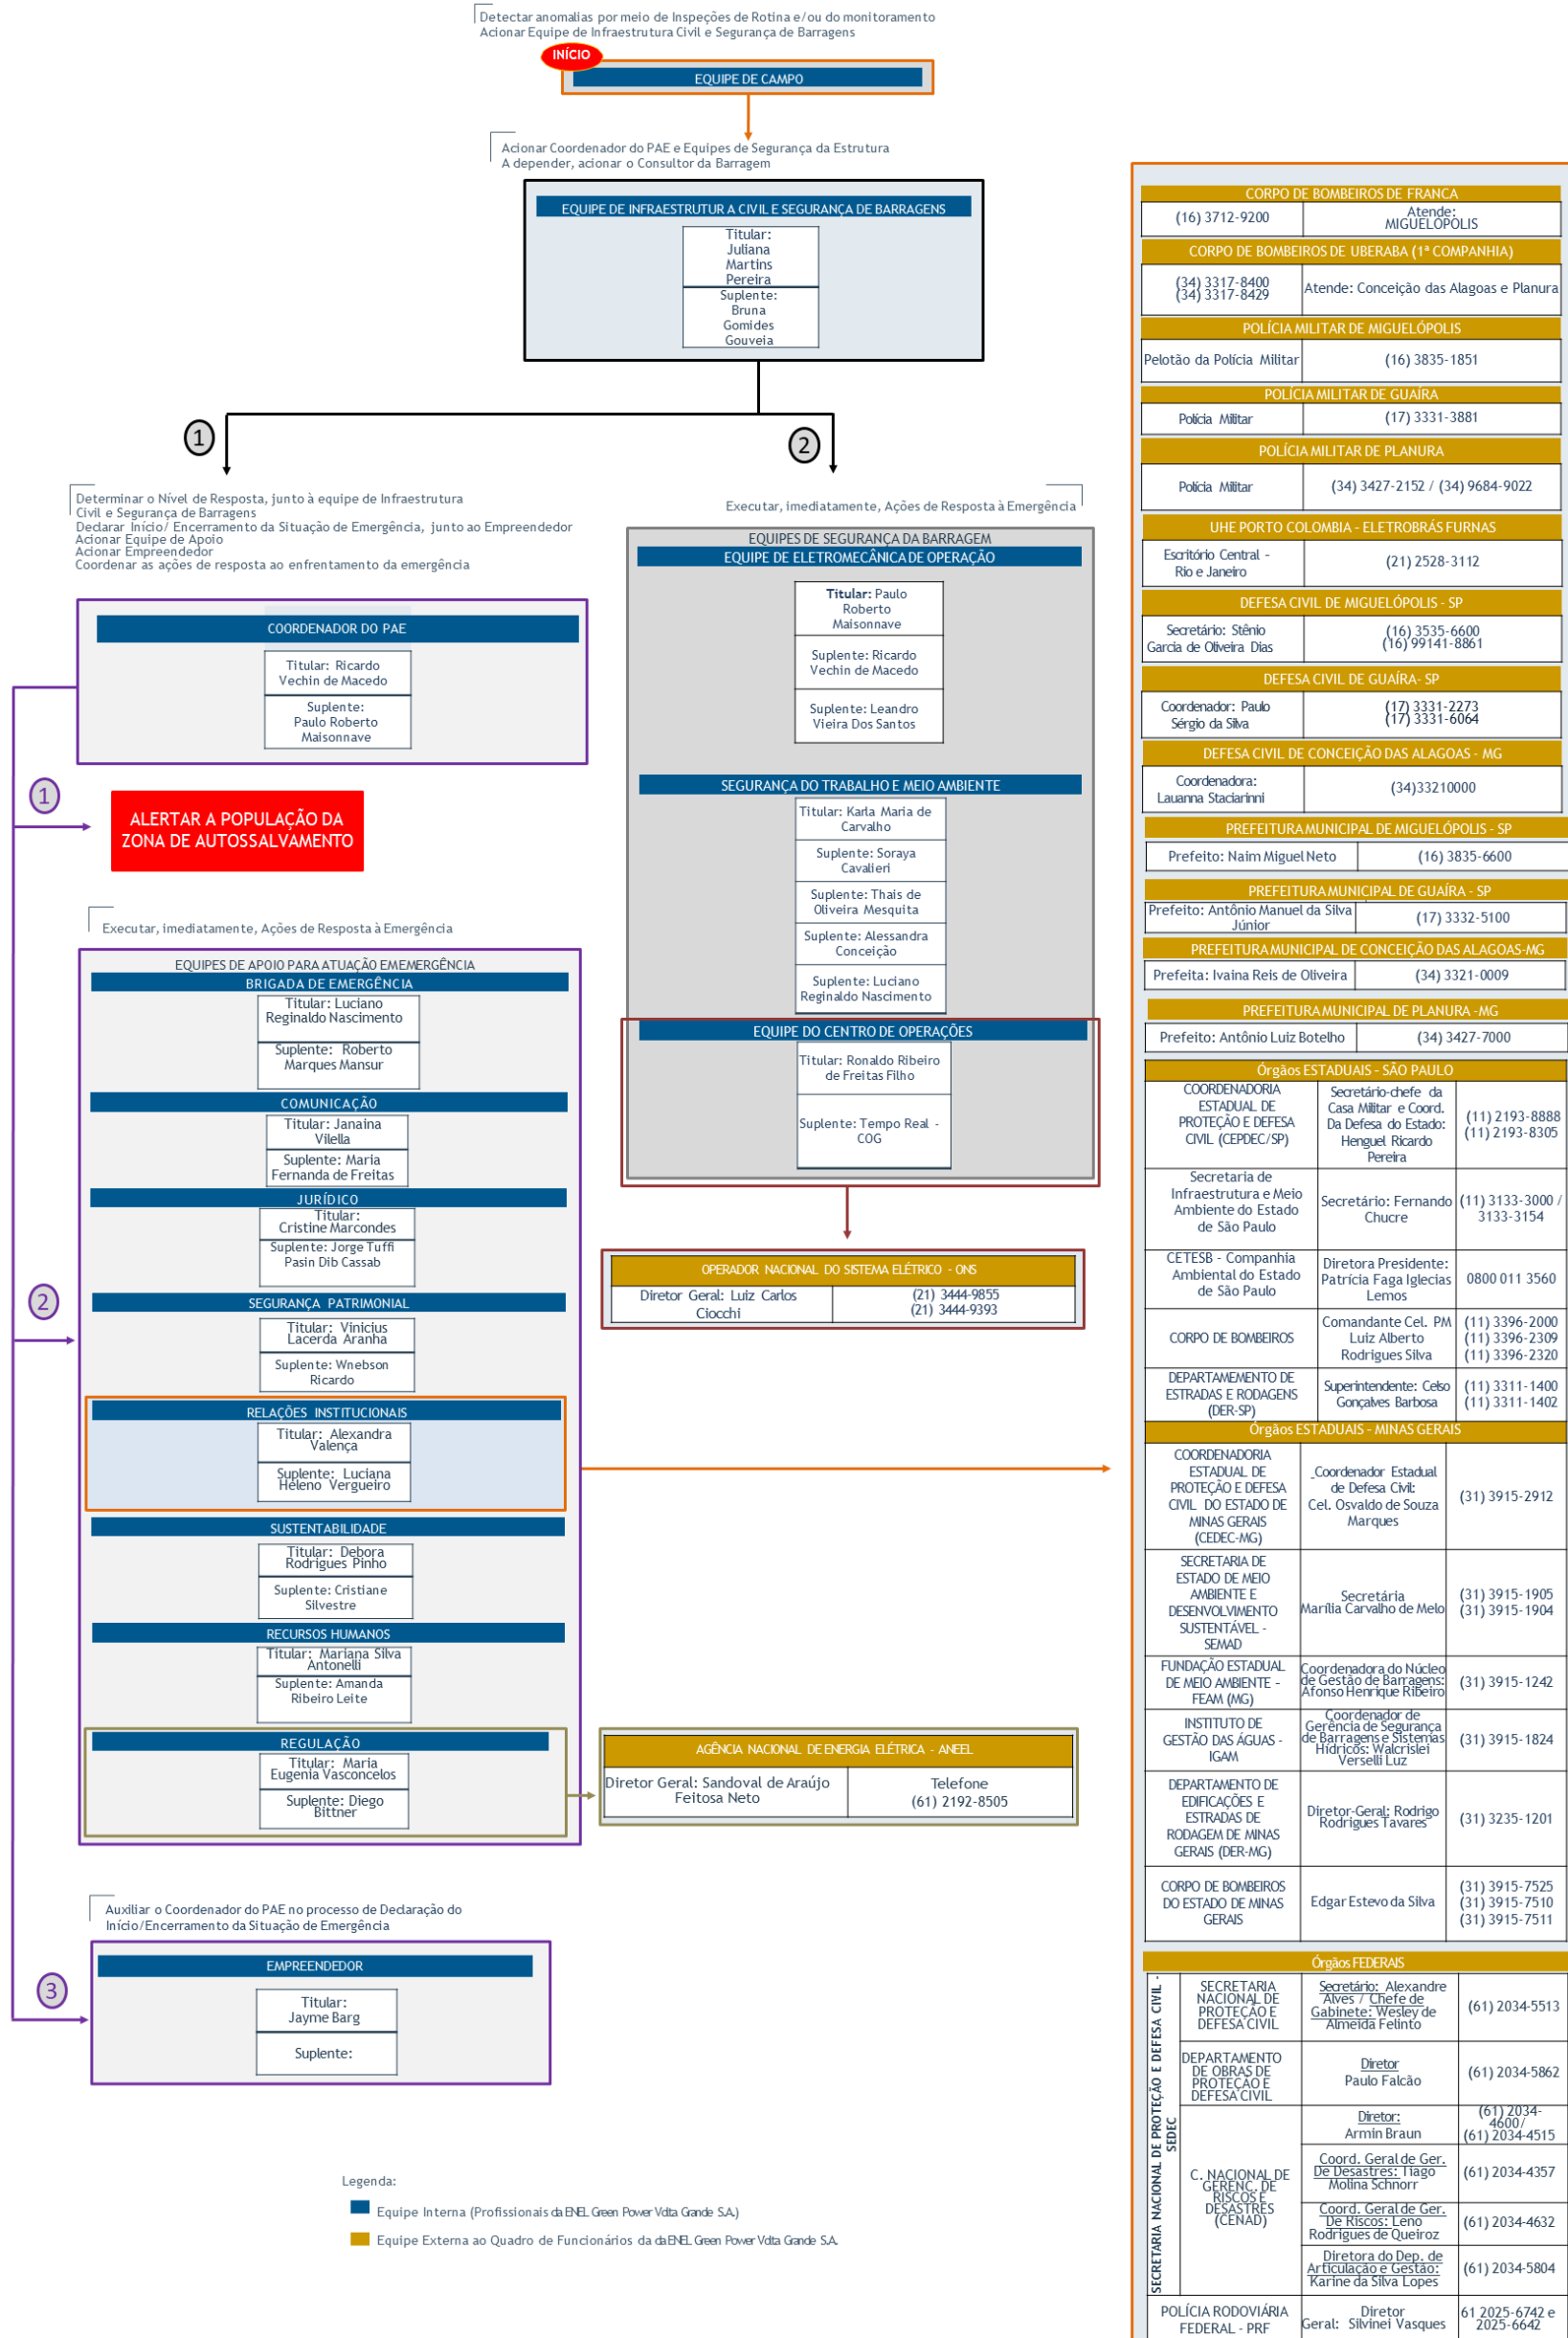 Detectar anomalias por meio de Inspeções de Rotina e/ou do monitoramento
Acionar Equipe de Infraestrutura Civil e Segurança de Barragens
INÍCIO
EQUIPE DE CAMPO
Acionar Coordenador do PAE e Equipes de Segurança da Estrutura
A depender, acionar o Consultor da Barragem
EQUIPE DE INFRAESTRUTUR A CIVIL E SEGURANÇA DE BARRAGENS
Titular:
Juliana
Martins
Pereira
Suplente:
Bruna
Gomides
Gouveia
1
2
Determinar o Nível de Resposta, junto à equipe de Infraestrutura
Civil e Segurança de Barragens
Declarar Início/ Encerramento da Situação de Emergência, junto ao Empreendedor
Acionar Equipe de Apoio
Acionar Empreendedor
Coordenar as ações de resposta ao enfrentamento da emergência
COORDENADOR DO PAE
Titular: Ricardo
Vechin de Macedo
Suplente:
Paulo Roberto
Maisonnave
1
ALERTAR A POPULAÇÃO DA
ZONA DE AUTOSSALVAMENTO
Executar, imediatamente, Ações de Resposta à Emergência
EQUIPES DE APOIO PARA ATUAÇÃO EMEMERGÊNCIA
BRIGADA DE EMERGÊNCIA
Titular: Luciano
Reginaldo Nascimento
Suplente: Roberto
Marques Mansur
COMUNICAÇÃO
Titular: Janaina
Vilella
Suplente: Maria
Fernanda de Freitas
JURÍDICO
Titular:
Cristine Marcondes
Suplente: Jorge Tuffi
Pasin Dib Cassab
2
SEGURANÇA PATRIMONIAL
Titular: Vinicius
Lacerda Aranha
Suplente: Wnebson
Ricardo
RELAÇÕES INSTITUCIONAIS
Titular: Alexandra
Valença
Suplente: Luciana
Heleno Vergueiro
SUSTENTABILIDADE
Titular: Debora
Rodrigues Pinho
Suplente: Cristiane
Silvestre
RECURSOS HUMANOS
Titular: Mariana Silva
Antonelli
Suplente: Amanda
Ribeiro Leite
REGULAÇÃO
Titular: Maria
Eugenia Vasconcelos
Suplente: Diego
Bittner
Auxiliar o Coordenador do PAE no processo de Declaração do
Início/Encerramento da Situação de Emergência
EMPREENDEDOR
3
Titular:
Jayme Barg
Suplente:
Executar, imediatamente, Ações de Resposta à Emergência
EQUIPES DE SEGURANÇA DA BARRAGEM
EQUIPE DE ELETROMECÂNICA DE OPERAÇÃO
Titular: Paulo
Roberto
Maisonnave
Suplente: Ricardo
Vechin de Macedo
Suplente: Leandro
Vieira Dos Santos
SEGURANÇA DO TRABALHO E MEIO AMBIENTE
Titular: Karla Maria de
Carvalho
Suplente: Soraya
Cavalieri
Suplente: Thais de
Oliveira Mesquita
Suplente: Alessandra
Conceição
Suplente: Luciano
Reginaldo Nascimento
EQUIPE DO CENTRO DE OPERAÇÕES
Titular: Ronaldo Ribeiro
de Freitas Filho
Suplente: Tempo Real -
COG
OPERADOR NACIONAL DO SISTEMA ELÉTRICO - ONS
Diretor Geral: Luiz Carlos
Ciocchi
(21) 3444-9855
(21) 3444-9393
AGÊNCIA NACIONAL DE ENERGIA ELÉTRICA - ANEEL
Diretor Geral: Sandoval de Araújo
Feitosa Neto
Telefone
(61) 2192-8505
Legenda:
Equipe Interna (Profissionais da ENEL Green Power Volta Grande S.A.)
Equipe Externa ao Quadro de Funcionários da da ENEL Green Power Volta Grande S.A.
CORPO DE BOMBEIROS DE FRANCA
(16) 3712-9200
Atende:
MIGUELÓPOLIS
CORPO DE BOMBEIROS DE UBERABA (1ª COMPANHIA)
(34) 3317-8400
(34) 3317-8429
Atende: Conceição das Alagoas e Planura
POLÍCIA MILITAR DE MIGUELÓPOLIS
Pelotão da Polícia Militar
(16) 3835-1851
POLÍCIA MILITAR DE GUAÍRA
Polícia Militar
(17) 3331-3881
POLÍCIA MILITAR DE PLANURA
Polícia Militar
(34) 3427-2152 / (34) 9684-9022
UHE PORTO COLOMBIA - ELETROBRÁS FURNAS
Escritório Central -
Rio e Janeiro
(21) 2528-3112
DEFESA CIVIL DE MIGUELÓPOLIS - SP
Secretário: Stênio
Garcia de Oliveira Dias
(16) 3535-6600
(16) 99141-8861
DEFESA CIVIL DE GUAÍRA- SP
Coordenador: Paulo
Sérgio da Silva
(17) 3331-2273
(17) 3331-6064
DEFESA CIVIL DE CONCEIÇÃO DAS ALAGOAS - MG
Coordenadora:
Lauanna Staciarinni
(34)33210000
PREFEITURA MUNICIPAL DE MIGUELÓPOLIS - SP
Prefeito: Naim Miguel Neto
(16) 3835-6600
PREFEITURA MUNICIPAL DE GUAÍRA - SP
Prefeito: Antônio Manuel da Silva
Júnior
(17) 3332-5100
PREFEITURA MUNICIPAL DE CONCEIÇÃO DAS ALAGOAS-MG
Prefeita: Ivaina Reis de Oliveira
(34) 3321-0009
PREFEITURA MUNICIPAL DE PLANURA -MG
Prefeito: Antônio Luiz Botelho
(34) 3427-7000
Órgãos ESTADUAIS - SÃO PAULO
COORDENADORIA
ESTADUAL DE
PROTEÇÃO E DEFESA
CIVIL (CEPDEC/SP)
Secretário-chefe da
Casa Militar e Coord.
Da Defesa do Estado:
Henguel Ricardo
Pereira
(11) 2193-8888
(11) 2193-8305
Secretaria de
Infraestrutura e Meio
Ambiente do Estado
de São Paulo
Secretário: Fernando
Chucre
(11) 3133-3000 /
3133-3154
CETESB - Companhia
Ambiental do Estado
de São Paulo
Diretora Presidente:
Patrícia Faga Iglecias
Lemos
0800 011 3560
CORPO DE BOMBEIROS
Comandante Cel. PM
Luiz Alberto
Rodrigues Silva
(11) 3396-2000
(11) 3396-2309
(11) 3396-2320
DEPARTAMEMENTO DE
ESTRADAS E RODAGENS
(DER-SP)
Superintendente: Celso
Gonçalves Barbosa
(11) 3311-1400
(11) 3311-1402
Órgãos ESTADUAIS - MINAS GERAIS
COORDENADORIA
ESTADUAL DE
PROTEÇÃO E DEFESA
CIVIL DO ESTADO DE
MINAS GERAIS
(CEDEC-MG)
Coordenador Estadual
de Defesa Civil:
Cel. Osvaldo de Souza
Marques
(31) 3915-2912
SECRETARIA DE
ESTADO DE MEIO
AMBIENTE E
DESENVOLVIMENTO
SUSTENTÁVEL -
SEMAD
Secretária
Marília Carvalho de Melo
(31) 3915-1905
(31) 3915-1904
FUNDAÇÃO ESTADUAL
DE MEIO AMBIENTE -
FEAM (MG)
Coordenadora do Núcleo
de Gestão de Barragens:
Afonso Henrique Ribeiro
(31) 3915-1242
INSTITUTO DE
GESTÃO DAS ÁGUAS -
IGAM
Coordenador de
Gerência de Segurança
de Barragens e Sistemas
Hídricos: Walcrislei
Verselli Luz
(31) 3915-1824
DEPARTAMENTO DE
EDIFICAÇÕES E
ESTRADAS DE
RODAGEM DE MINAS
GERAIS (DER-MG)
Diretor-Geral: Rodrigo
Rodrigues Tavares
(31) 3235-1201
CORPO DE BOMBEIROS
DO ESTADO DE MINAS
GERAIS
Edgar Estevo da Silva
(31) 3915-7525
(31) 3915-7510
(31) 3915-7511
Órgãos FEDERAIS
SECRETARIA NACIONAL DE PROTEÇÃO E DEFESA CIVIL -
SEDEC
SECRETARIA
NACIONAL DE
PROTEÇÃO E
DEFESA CIVIL
Secretário: Alexandre
Alves / Chefe de
Gabinete: Wesley de
Almeida Felinto
(61) 2034-5513
DEPARTAMENTO
DE OBRAS DE
PROTEÇÃO E
DEFESA CIVIL
Diretor
Paulo Falcão
(61) 2034-5862
C. NACIONAL DE
GERENC. DE
RISCOS E
DESASTRES
(CENAD)
Diretor:
Armin Braun
(61) 2034-
4600/
(61) 2034-4515
Coord. Geral de Ger.
De Desastres: Tiago
Molina Schnorr
(61) 2034-4357
Coord. Geral de Ger.
De Riscos: Leno
Rodrigues de Queiroz
(61) 2034-4632
Diretora do Dep. de
Articulação e Gestão:
Karine da Silva Lopes
(61) 2034-5804
POLÍCIA RODOVIÁRIA
FEDERAL - PRF
Diretor
Geral: Silvinei Vasques
61 2025-6742 e
2025-6642